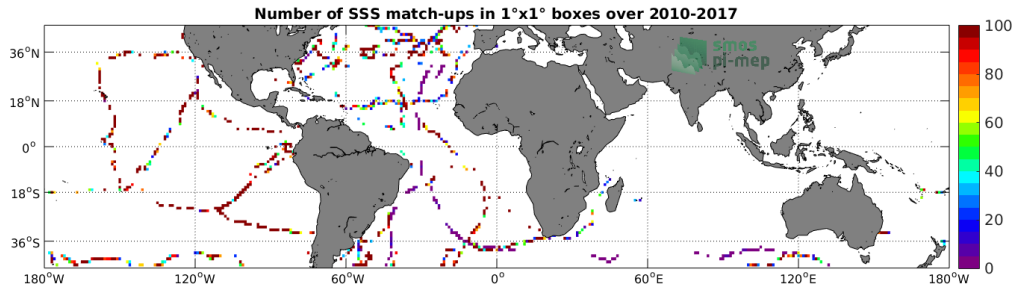 Number of SSS match-ups in 1°x1° boxes over 2010-2017
smos
pi-mep
36°N
18°N
0°
18°S
36°S
180°W
120°W
60°W
0°
60°E
120°E
180°W
100
80
60
40
20
0